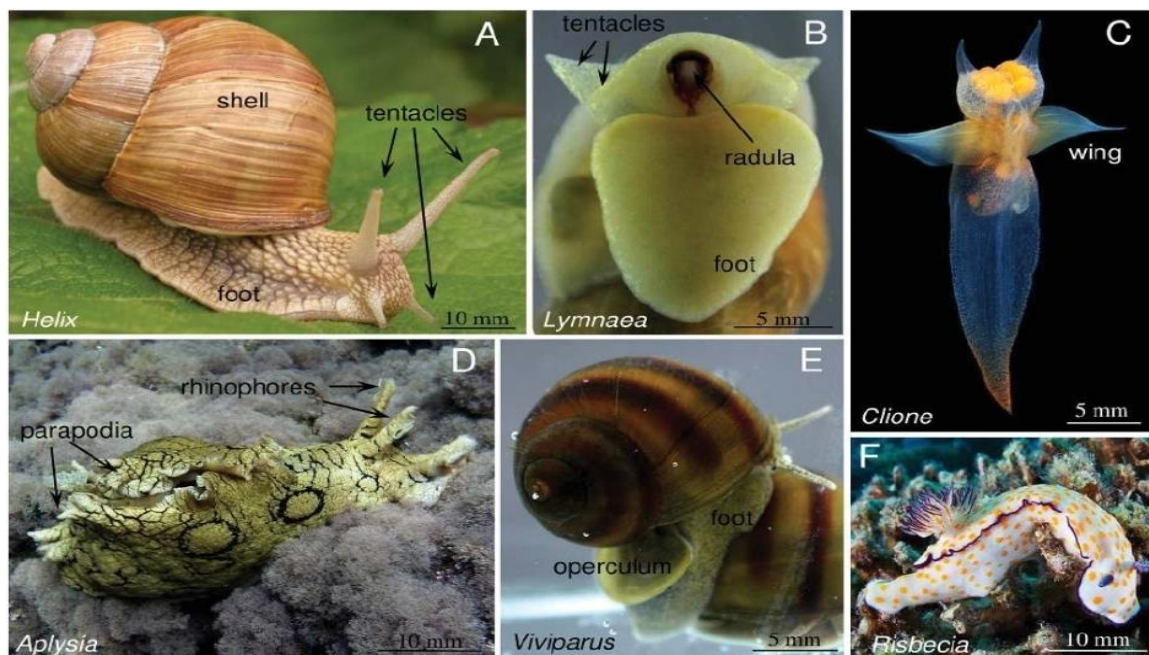 A
shell
tentacles
foot
Helix
10 mm
B
tentacles
radula
foot
Lymnaea
5 mm
C
wing
Clione
5 mm
D
rhinophores
parapodia
Aplysia
10 mm
E
foot
operculum
Viviparus
5 mm
F
Risbecia
10 mm